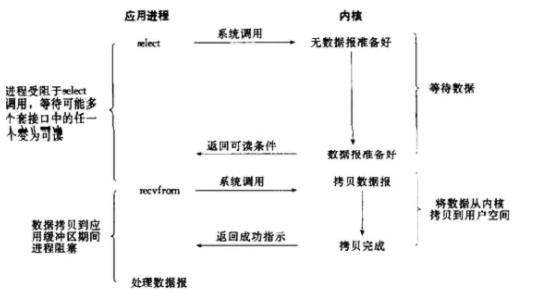 应用进程
内核
select
系统调用
无数据报准备好
进程受阻于select
调用，等待可能多
个套接口中的任一
个变为可读
等待数据
返回可读条件
数据报准备好
recvfrom
系统调用
拷贝数据报
数据拷贝到应
用缓冲区期间
进程阻塞
将数据从内核
拷贝到用户空间
返回成功指示
拷贝完成
处理数据报